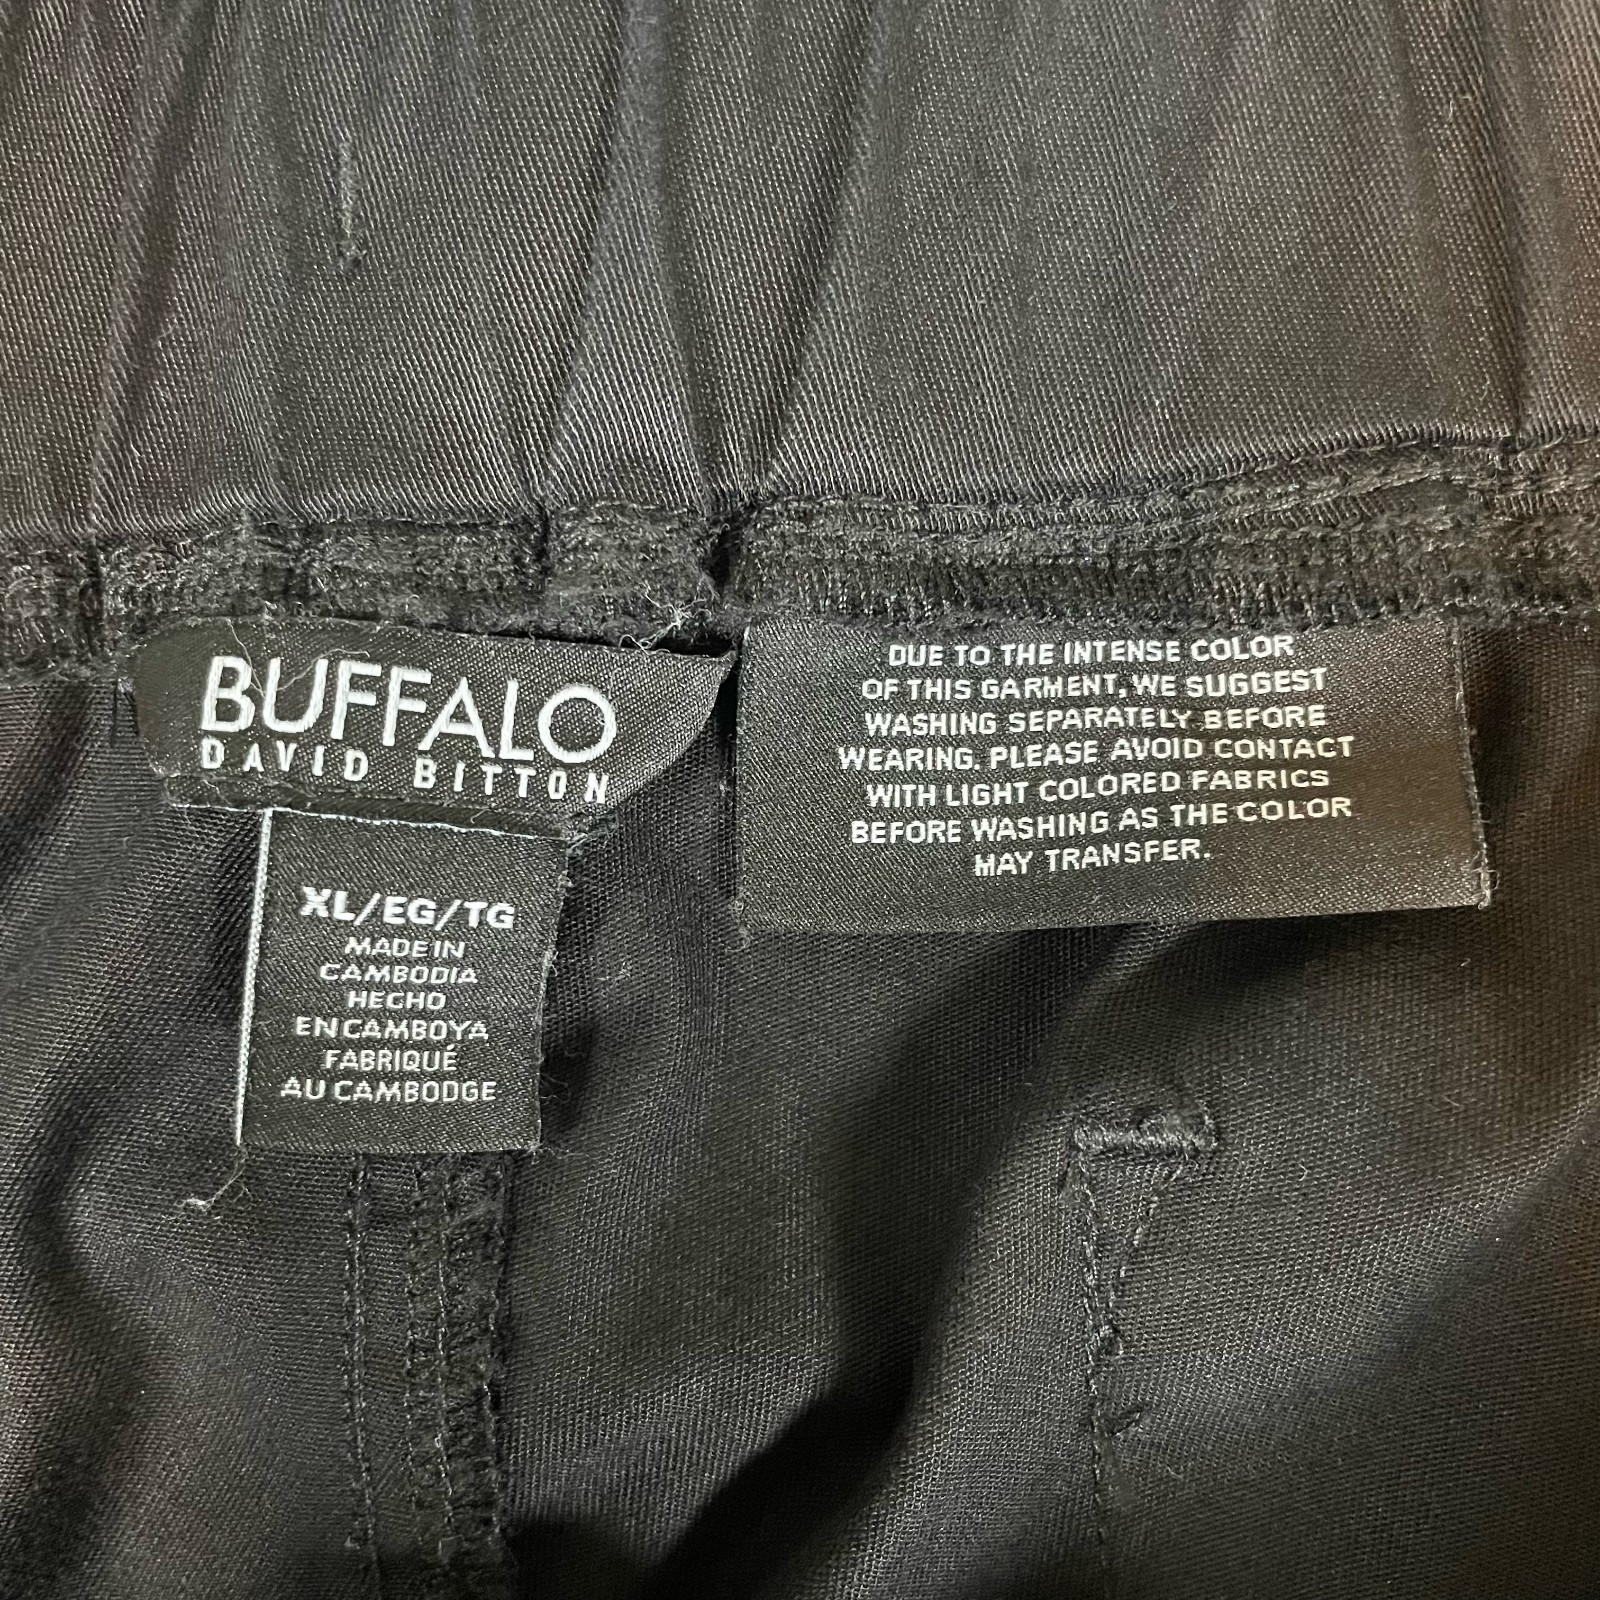 BUFFALO
DAVID BITTON
XL/EG/TG
MADE IN
CAMBODIA
HECHO
EN CAMBOYA
FABRIQUÉ
AU CAMBODGE
DUE TO THE INTENSE COLOR
OF THIS GARMENT, WE SUGGEST
WASHING SEPARATELY BEFORE
WEARING. PLEASE AVOID CONTACT
WITH LIGHT COLORED FABRICS
BEFORE WASHING AS THE COLOR
MAY TRANSFER.